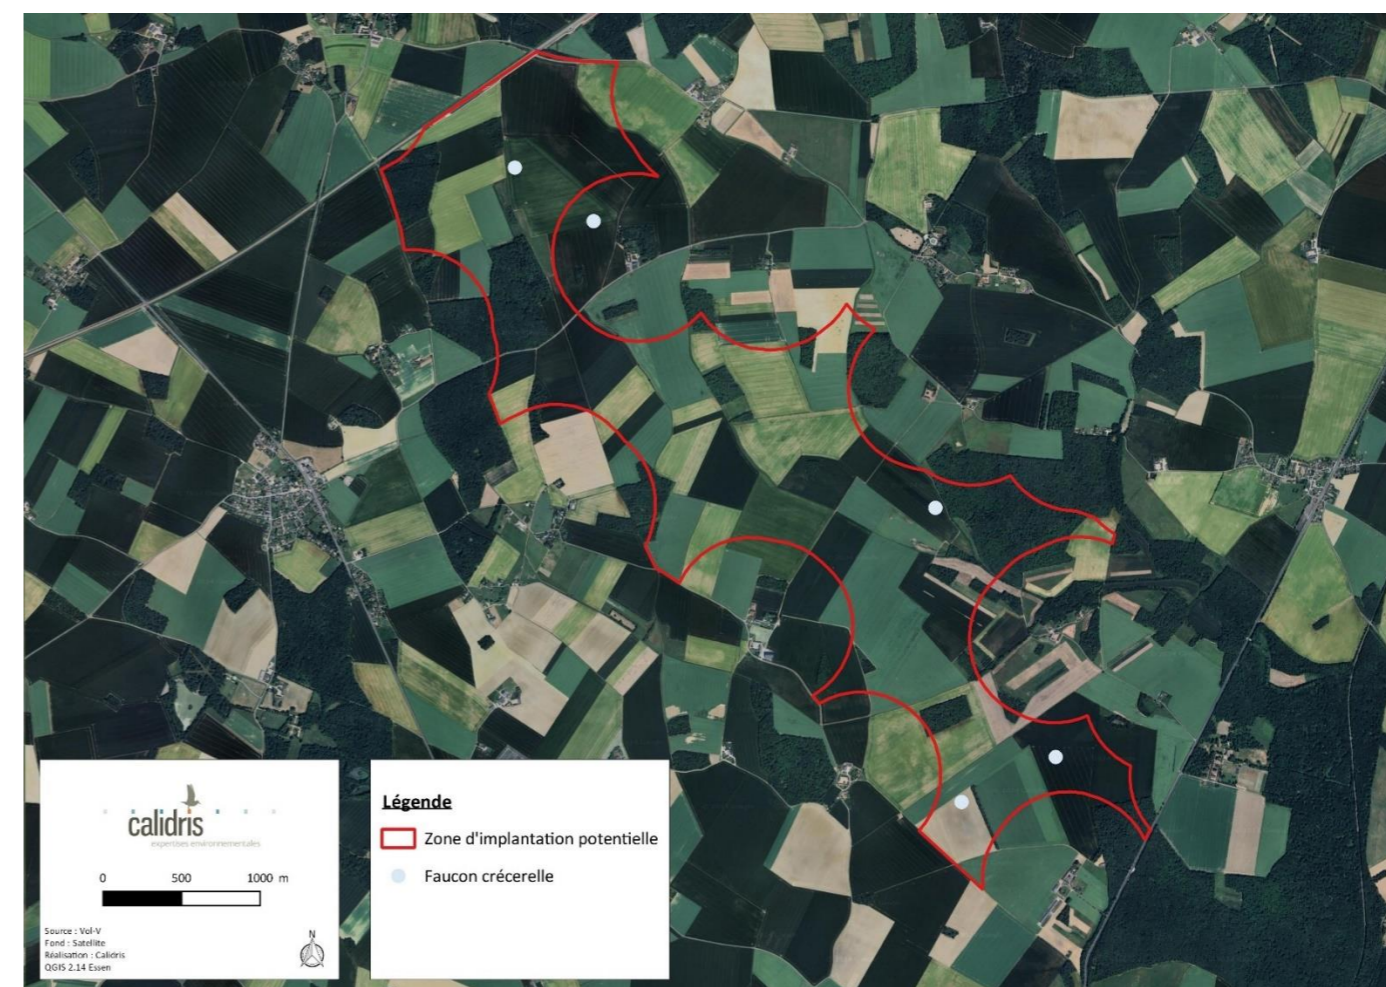 calidris
expertises environnementales
0 500 1000 m
Source : Vol-V
Fond : Satellite
Réalisation : Calidris
QGIS 2.14 Essen
N
Légende
Zone d'implantation potentielle
Faucon crécerelle